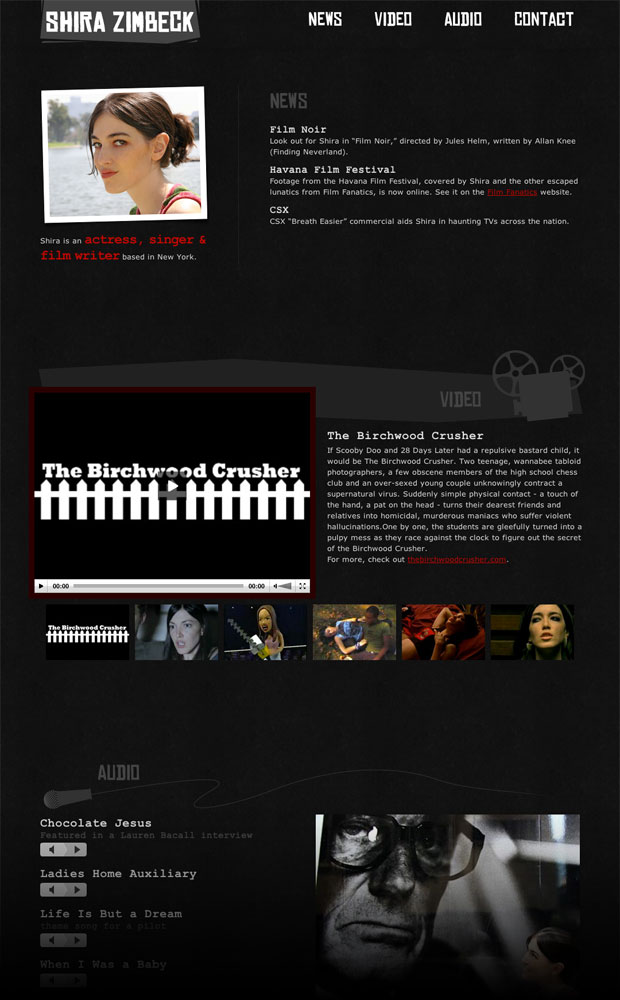 SHIRA ZIMBECK
NEWS VIDEO AUDIO CONTACT
NEWS
Film Noir
Look out for Shira in “Film Noir,” directed by Jules Helm, written by Allan Knee
(Finding Neverland).
Havana Film Festival
Footage from the Havana Film Festival, covered by Shira and the other escaped
lunatics from Film Fanatics, is now online. See it on the Film Fanatics website.
CSX
CSX “Breath Easier” commercial aids Shira in haunting TVs across the nation.
Shira is an actress, singer &
film writer based in New York.
VIDEO
The Birchwood Crusher
00:00 00:00
The Birchwood Crusher
If Scooby Doo and 28 Days Later had a repulsive bastard child, it
would be The Birchwood Crusher. Two teenage, wannabee tabloid
photographers, a few obscene members of the high school chess
club and an over-sexed young couple unknowingly contract a
supernatural virus. Suddenly simple physical contact - a touch of
the hand, a pat on the head - turns their dearest friends and
relatives into homicidal, murderous maniacs who suffer violent
hallucinations.One by one, the students are gleefully turned into a
pulpy mess as they race against the clock to figure out the secret
of the Birchwood Crusher.
For more, check out thebirchwoodcrusher.com.
The Birchwood Crusher
AUDIO
Chocolate Jesus
Featured in a Lauren Bacall interview
Ladies Home Auxiliary
Life Is But a Dream
theme song for a pilot
When I Was a Baby